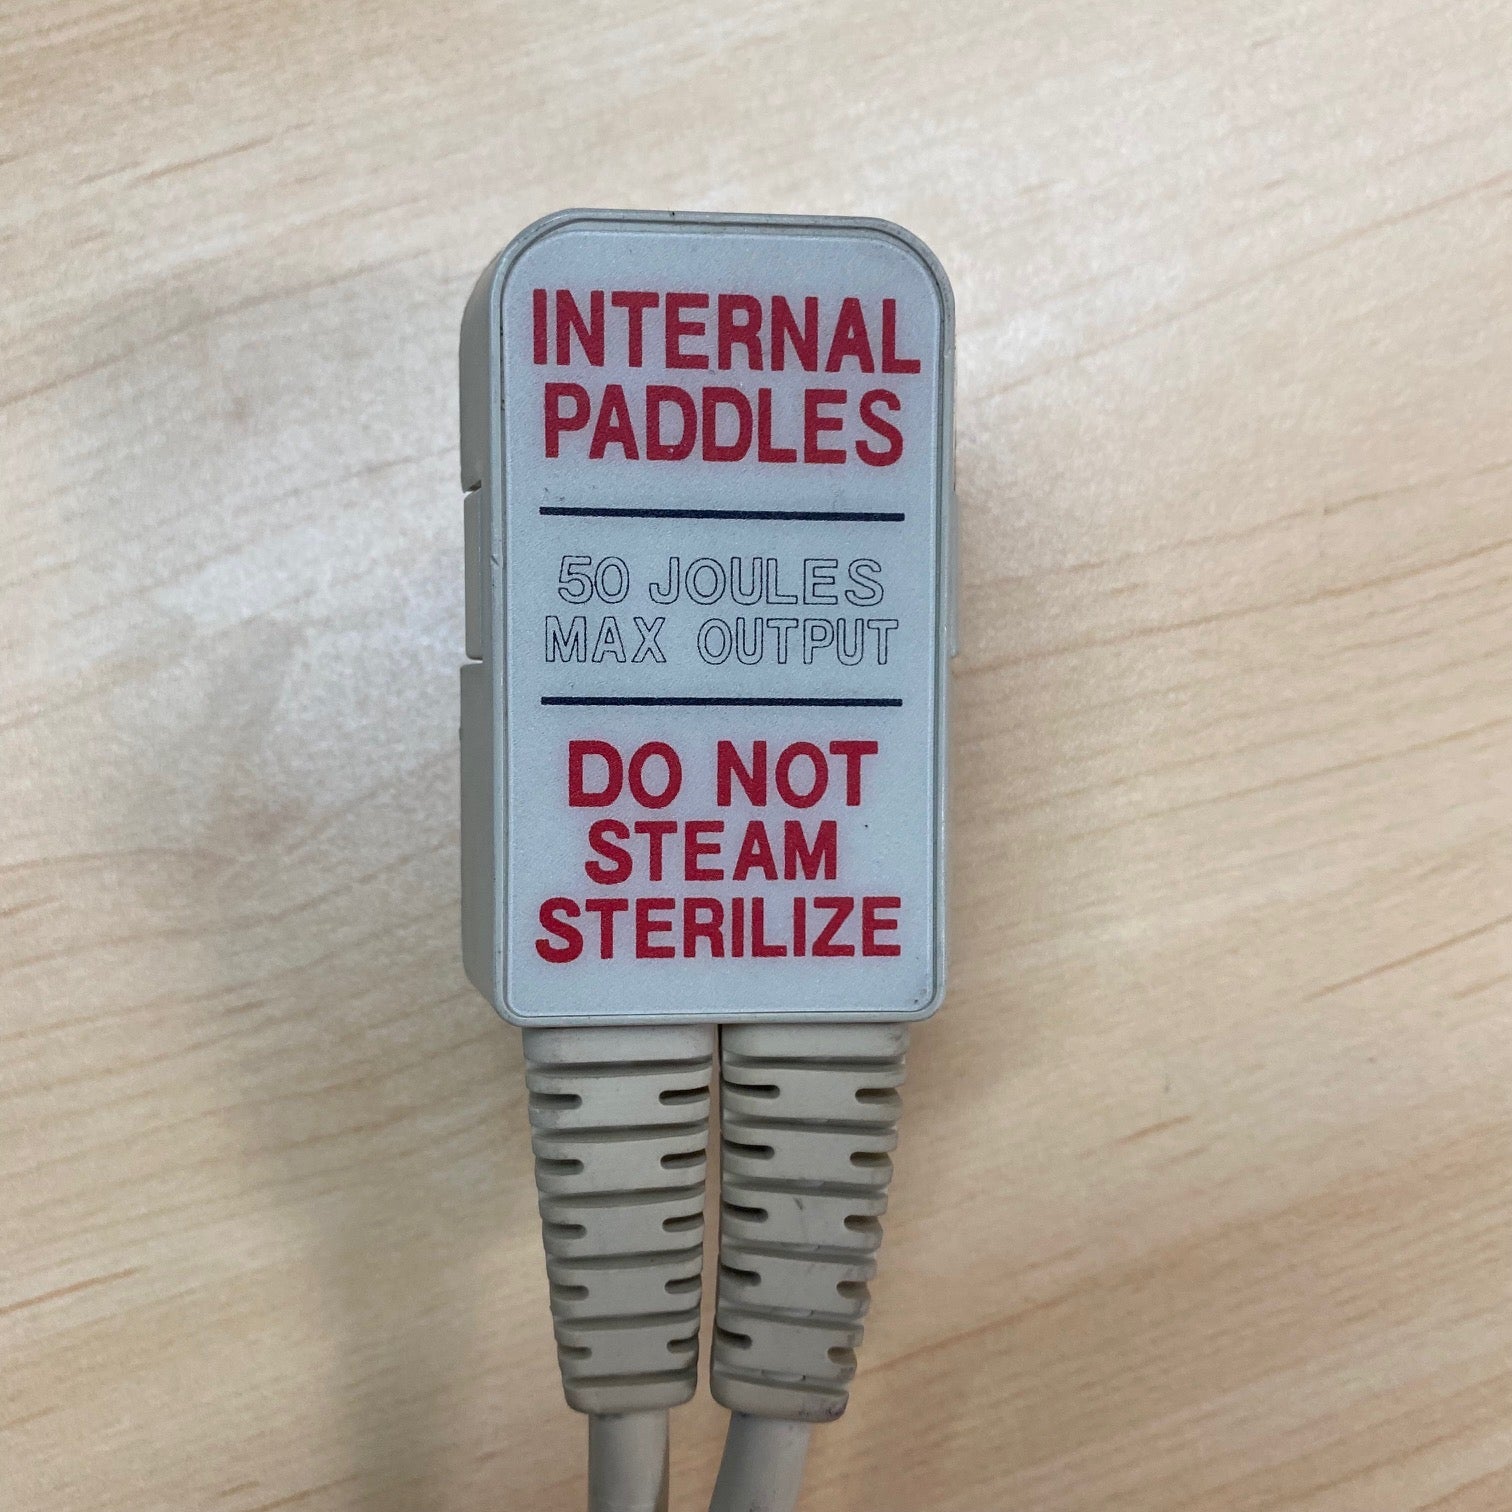 INTERNAL
PADDLES
50 JOULES
MAX OUTPUT
DO NOT
STEAM
STERILIZE